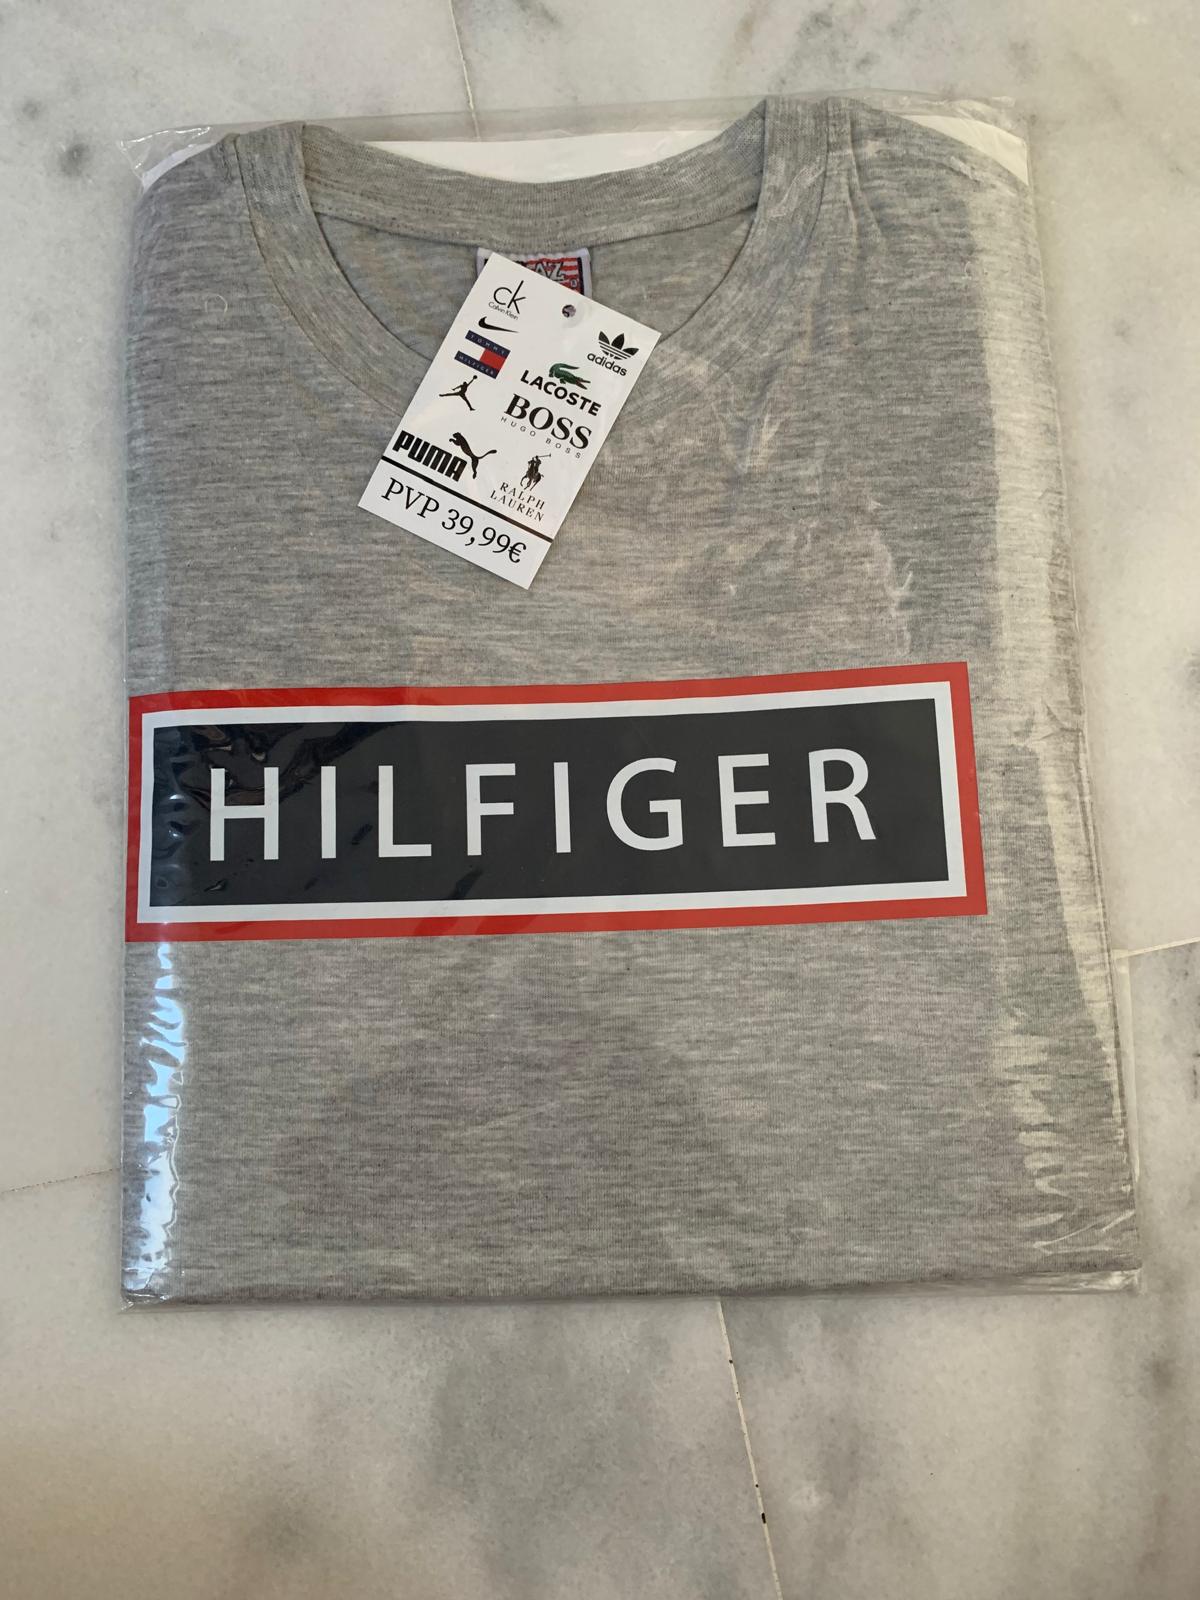 ck
Calvin Klein
adidas
TOMMY
HILFIGER
LACOSTE
BOSS
HUGO BOSS
PUMA
RALPH
LAUREN
PVP 39,99€
HILFIGER